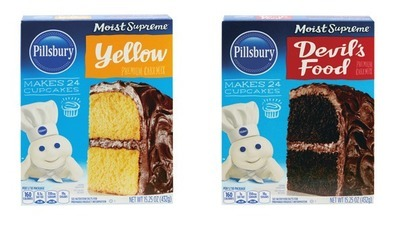 Moist Supreme
Pillsbury
Yellow
PREMIUM CAKE MIX
MAKES 24
CUPCAKES
NET WT 15.25 OZ (432g)
Moist Supreme
Pillsbury
Devil's
Food
PREMIUM CAKE MIX
MAKES 24
CUPCAKES
NET WT 15.25 OZ (432g)